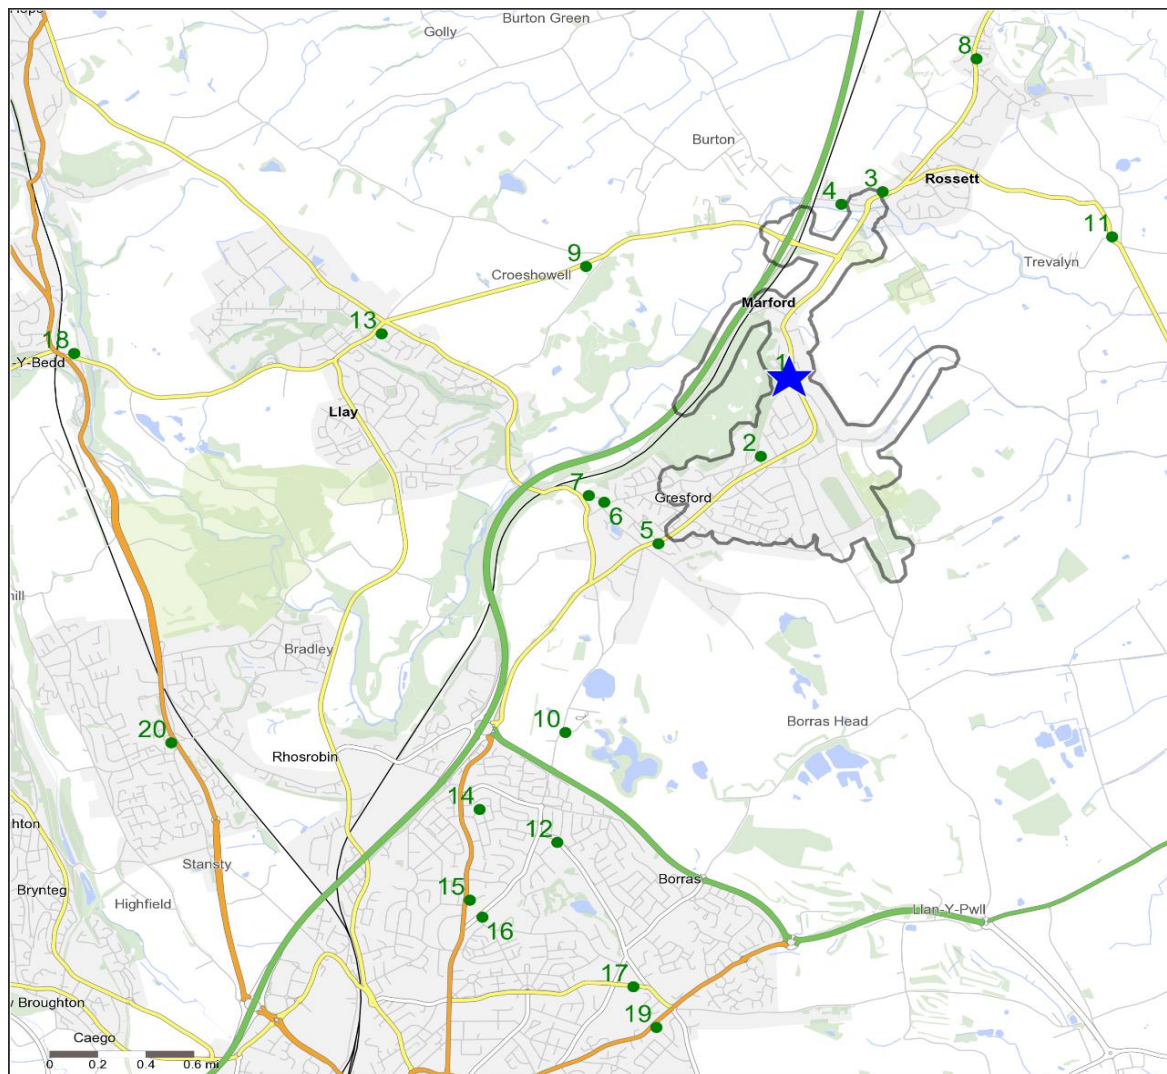 Burton Green
Golly
8
Burton
Rossett
4
3
11
Trevalyn
9
Croeshowell
Marford
13
18
-Y-Bedd
1
Llay
2
7
6
Gresford
5
Bradley
10
Borras Head
20
Rhosrobin
14
12
Stansty
Borras
Brynteg
Highfield
15
16
Llan-Y-Pwll
17
w Broughton
19
Caego
0 0.2 0.4 0.6 mi